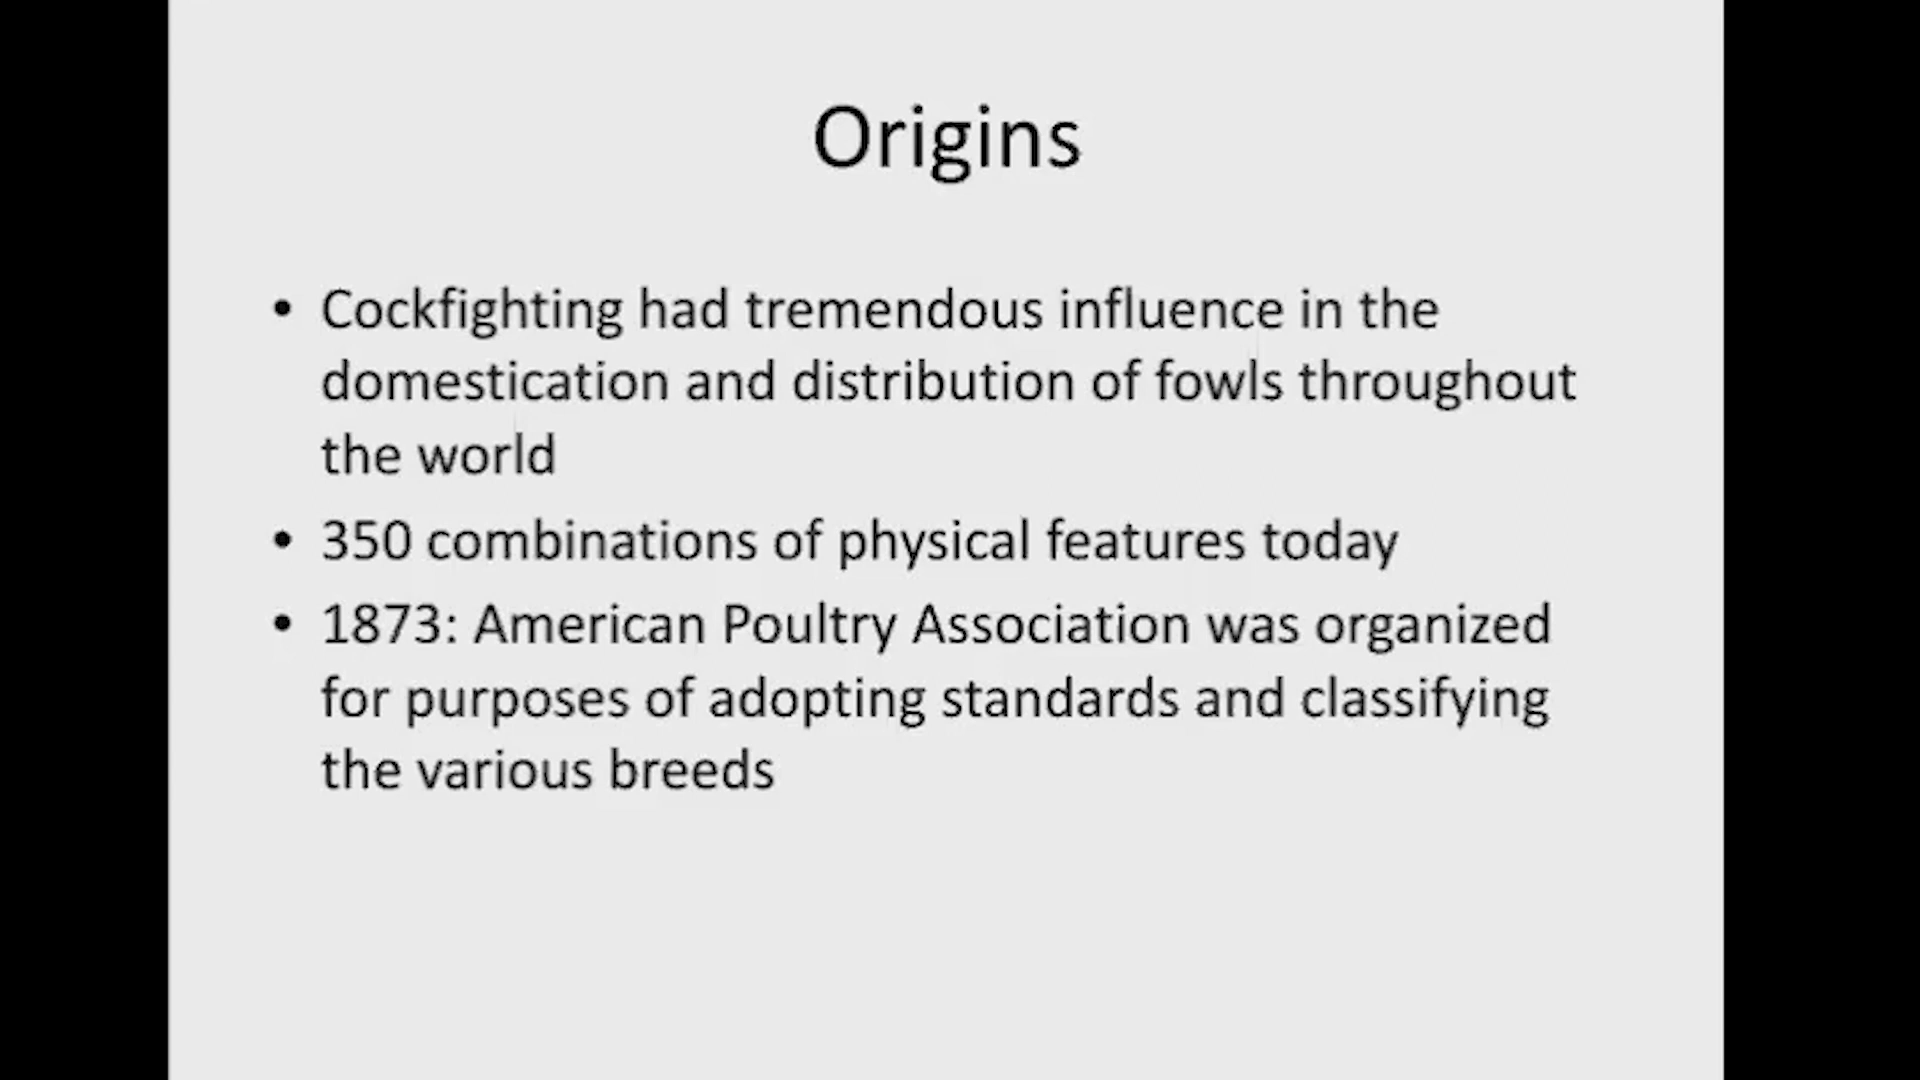 Origins
• Cockfighting had tremendous influence in the
domestication and distribution of fowls throughout
the world
• 350 combinations of physical features today
• 1873: American Poultry Association was organized
for purposes of adopting standards and classifying
the various breeds